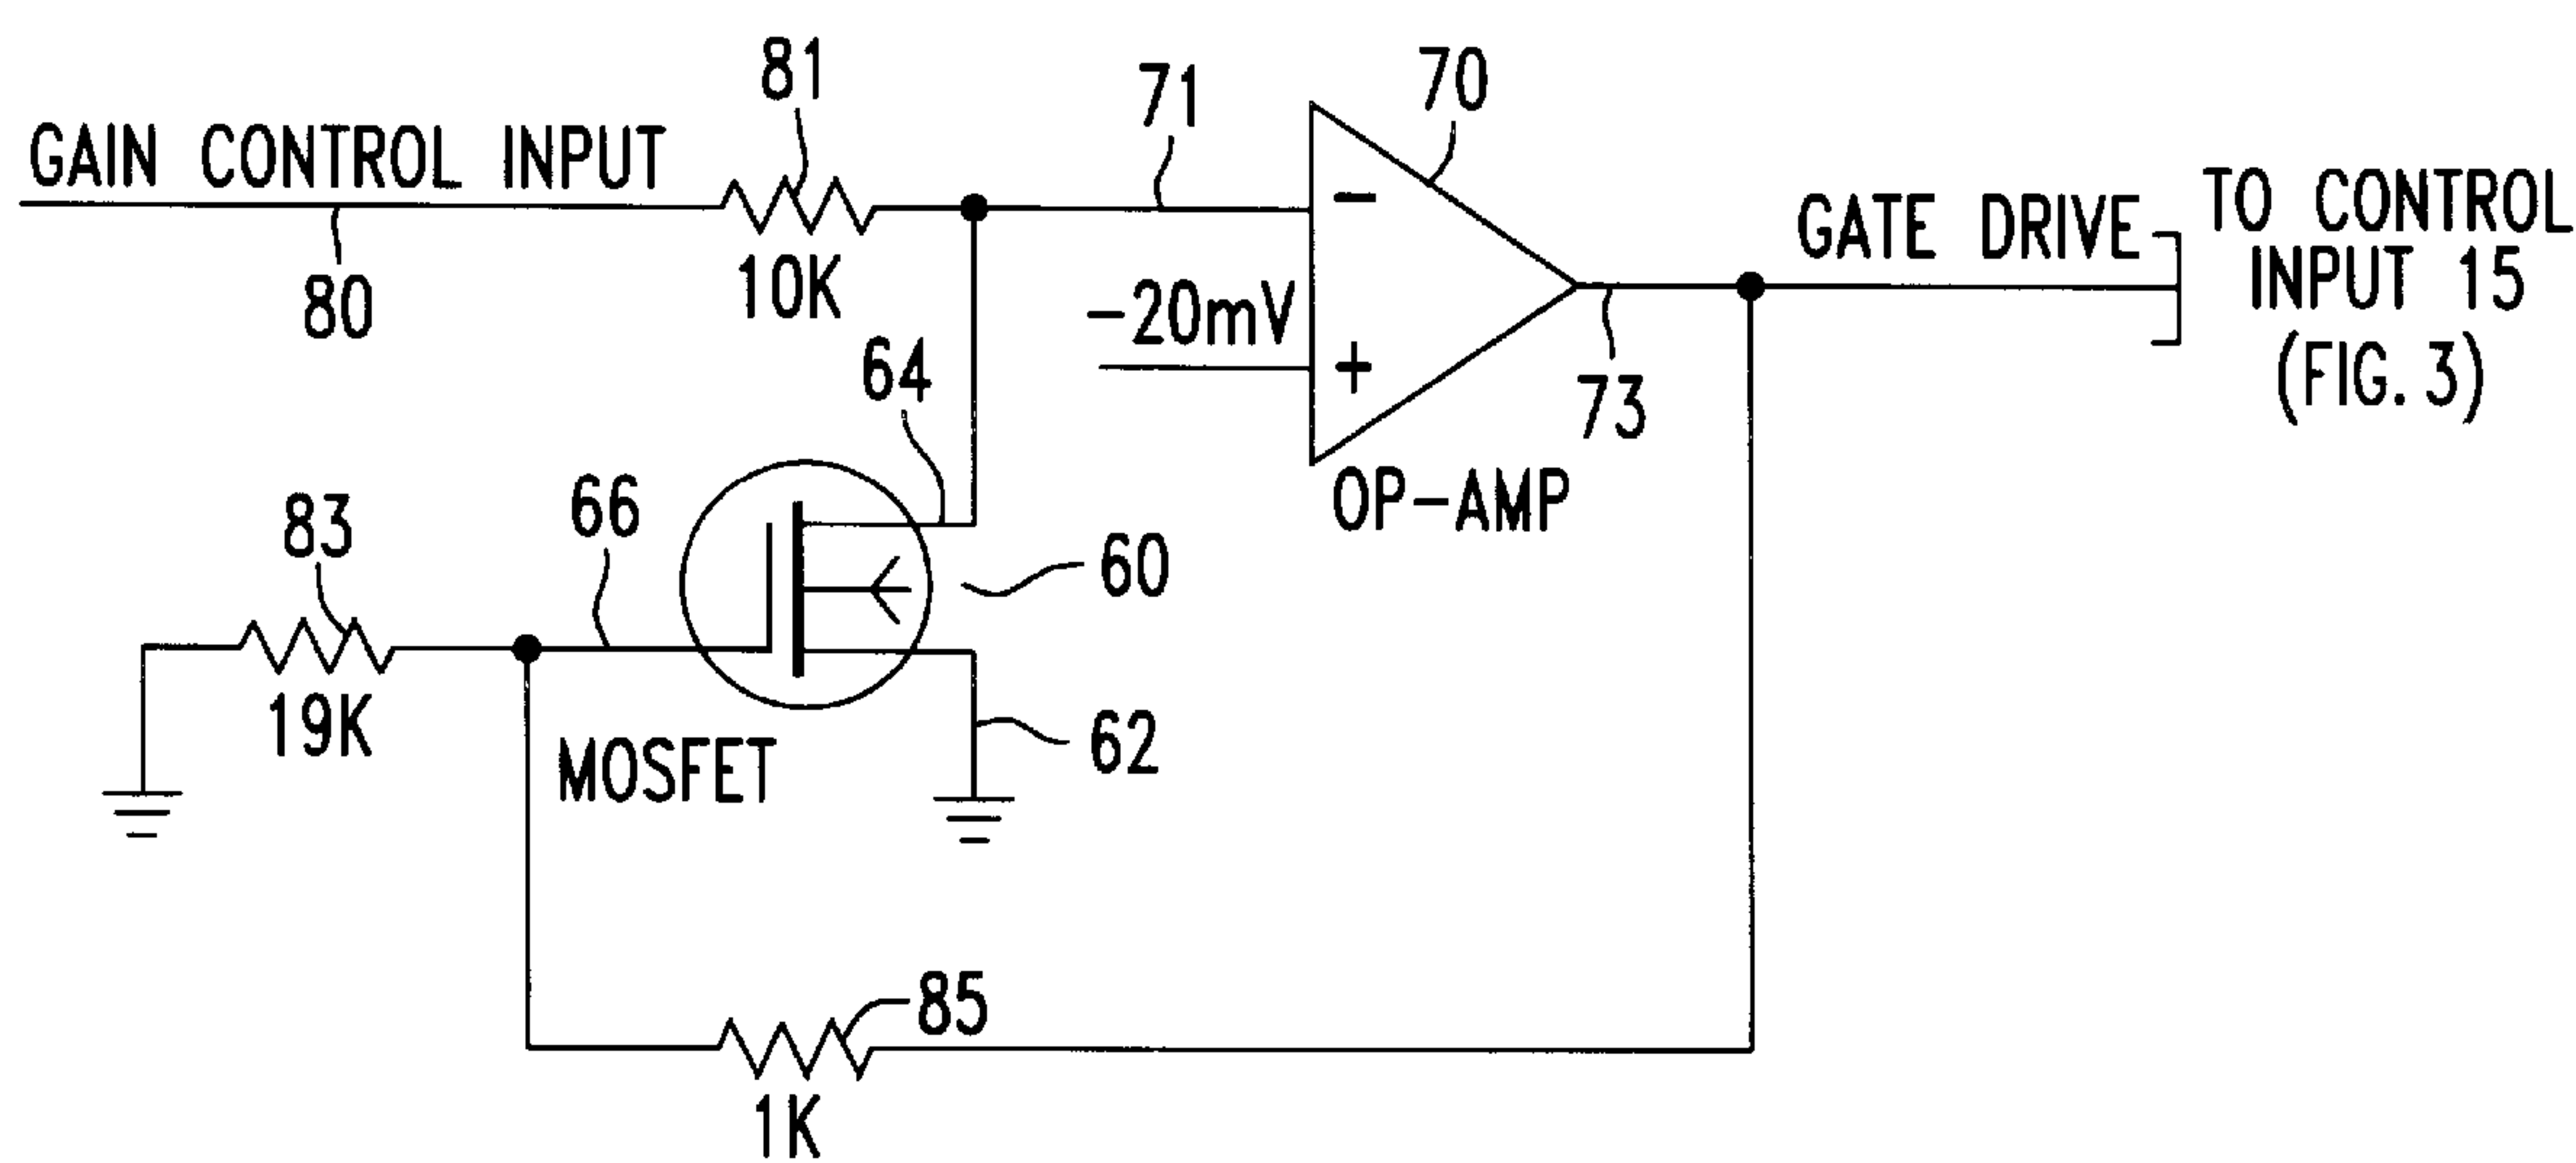 81
71
70
GAIN CONTROL INPUT
80
10K
-20mV
−
+
GATE DRIVE
TO CONTROL
INPUT 15
(FIG. 3)
73
OP-AMP
64
66
60
83
19K
MOSFET
62
85
1K